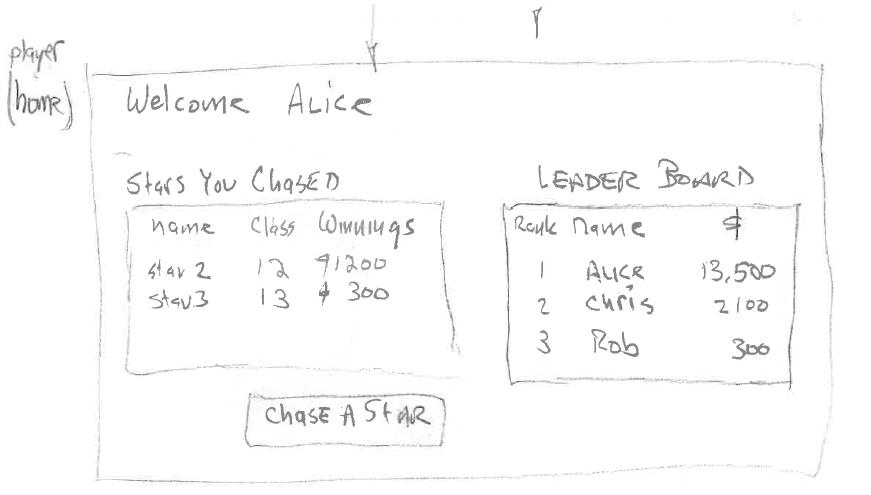 player
(home)
Welcome Alice
Stars You Chased
name Class Winnings
star 2 12 $1200
star3 13 $ 300
LEADER BOARD
Rank name $
1 Alice 13,500
2 Chris 2100
3 Rob 300
Chase A Star